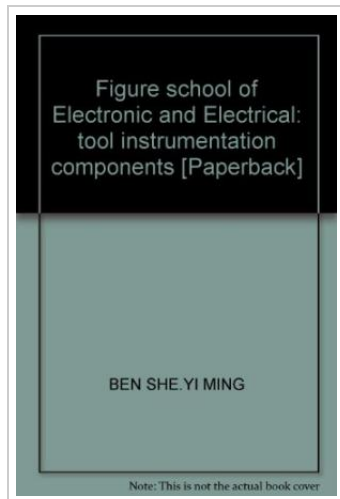 Figure school of
Electronic and Electrical:
tool instrumentation
components [Paperback]
BEN SHE.YI MING
Note: This is not the actual book cover